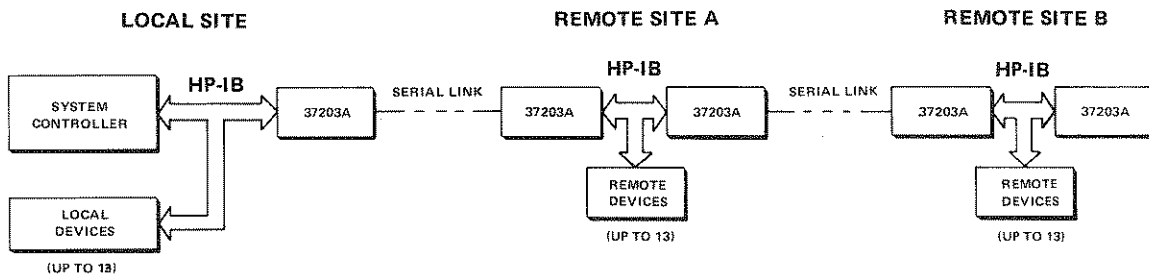 LOCAL SITE
REMOTE SITE A
REMOTE SITE B
HP-IB
HP-IB
HP-IB
SYSTEM
CONTROLLER
37203A
SERIAL LINK
37203A
37203A
SERIAL LINK
37203A
37203A
LOCAL
DEVICES
(UP TO 13)
REMOTE
DEVICES
(UP TO 13)
REMOTE
DEVICES
(UP TO 13)